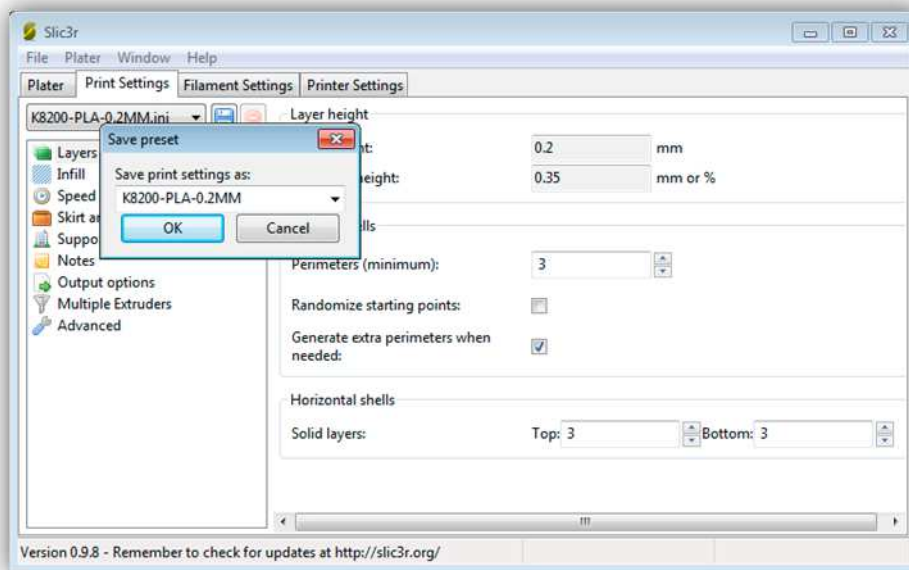 Slic3r
File Plater Window Help
Plater Print Settings Filament Settings Printer Settings
K8200-PLA-0.2MM.ini
Save preset
Save print settings as:
K8200-PLA-0.2MM
OK Cancel
Layers
Infill
Speed
Skirt
Notes
Output options
Multiple Extruders
Advanced
Layer height
0.2 mm
height: 0.35 mm or %
Perimeters (minimum): 3
Randomize starting points:
Generate extra perimeters when
needed:
Horizontal shells
Solid layers: Top: 3 Bottom: 3
Version 0.9.8 - Remember to check for updates at http://slic3r.org/